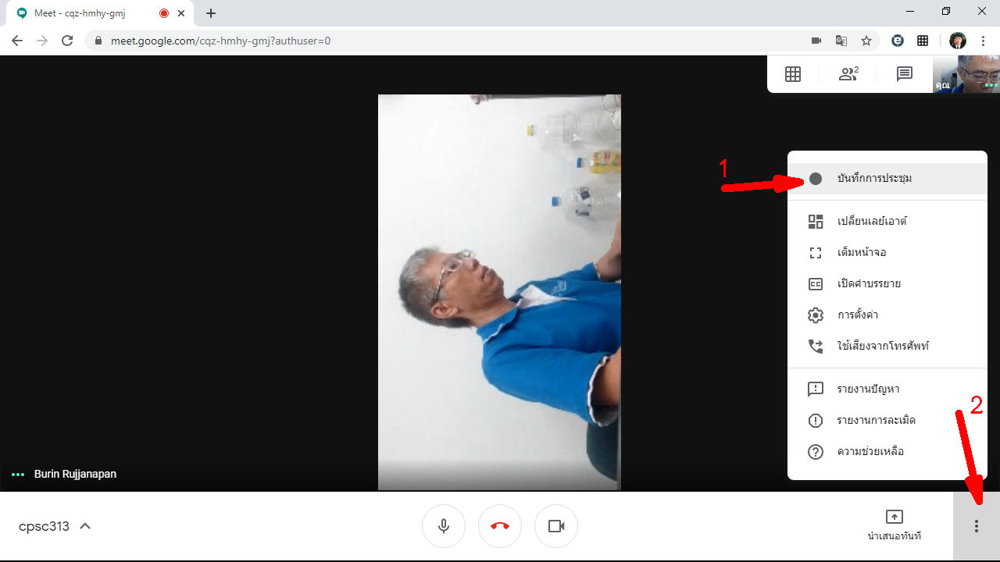 Meet - cqz-hmhy-gmj
meet.google.com/cqz-hmhy-gmj?authuser=0
2
คุณ
1
บันทึกการประชุม
เปลี่ยนเลย์เอาต์
เต็มหน้าจอ
เปิดคำบรรยาย
การตั้งค่า
ใช้เสียงจากโทรศัพท์
รายงานปัญหา
2
รายงานการละเมิด
ความช่วยเหลือ
Burin Rujjanapan
cpsc313
นำเสนอทันที